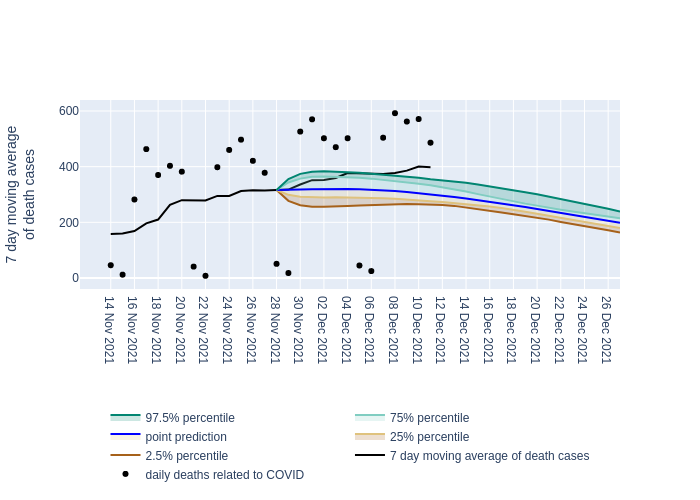 7 day moving average
of death cases
600
400
200
0
14 Nov 2021
16 Nov 2021
18 Nov 2021
20 Nov 2021
22 Nov 2021
24 Nov 2021
26 Nov 2021
28 Nov 2021
30 Nov 2021
02 Dec 2021
04 Dec 2021
06 Dec 2021
08 Dec 2021
10 Dec 2021
12 Dec 2021
14 Dec 2021
16 Dec 2021
18 Dec 2021
20 Dec 2021
22 Dec 2021
24 Dec 2021
26 Dec 2021
97.5% percentile
75% percentile
point prediction
25% percentile
2.5% percentile
7 day moving average of death cases
daily deaths related to COVID